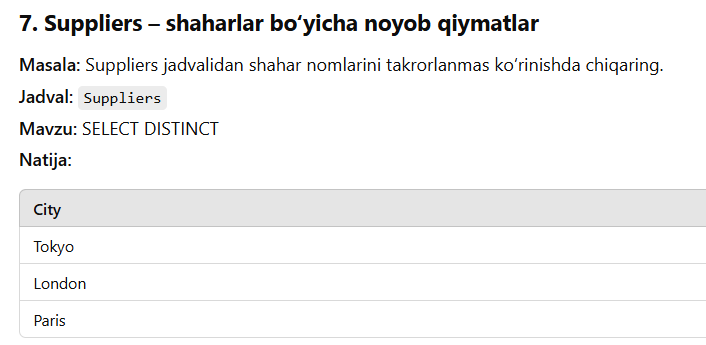 7. Suppliers – shaharlar bo‘yicha noyob qiymatlar
Masala: Suppliers jadvalidan shahar nomlarini takrorlanmas ko‘rinishda chiqaring.
Jadval: Suppliers
Mavzu: SELECT DISTINCT
Natija:
City
Tokyo
London
Paris